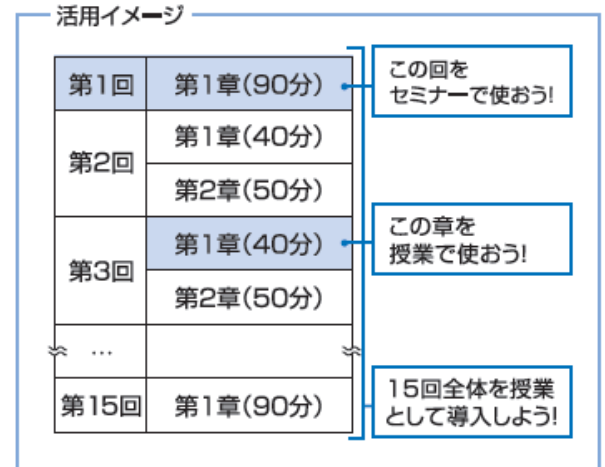 活用イメージ
第1回 第1章(90分)
この回を
セミナーで使おう!
第2回
第1章(40分)
第2章(50分)
第3回
第1章(40分)
この章を
授業で使おう!
第2章(50分)
…
第15回 第1章(90分)
15回全体を授業
として導入しよう!